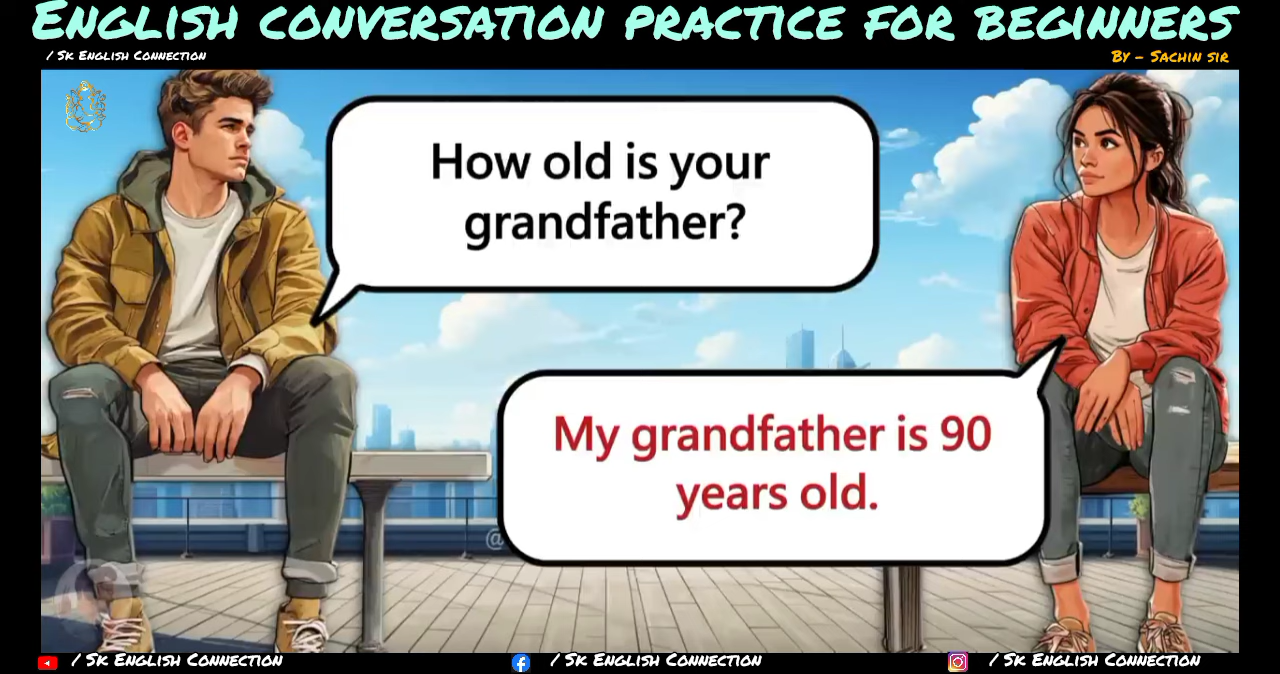 English conversation practice for beginners
/ Sk English Connection
By - Sachin sir
How old is your
grandfather?
My grandfather is 90
years old.
@
/ Sk English Connection
/ Sk English Connection
/ Sk English Connection